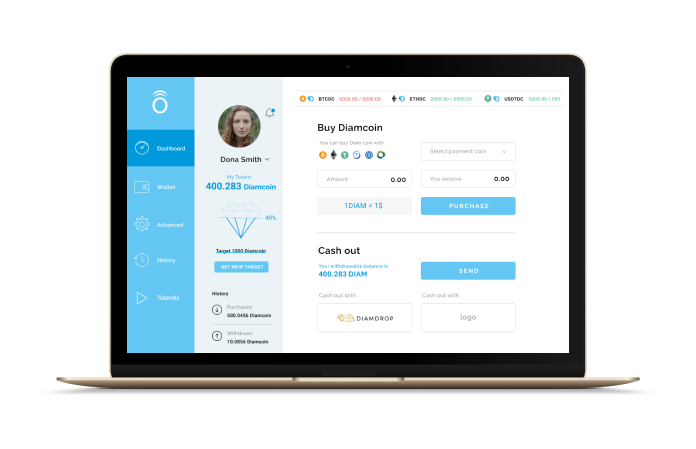 BTCDC 0000.00 / 0000.00
ETHDC 0000.00 / 0000.00
USDTDC 0000.00 / 000
Dashboard
Wallet
Advanced
History
Tutorials
Dona Smith
My Tokens
400.283 Diamcoin
40%
Target 1000 Diamcoin
SET NEW TARGET
History
Purchased
500.0456 Diamcoin
Withdrawn
10.0856 Diamcoin
Buy Diamcoin
You can buy Diam coin with
Select payment coin
Amount 0.00
You receive 0.00
1DIAM = 1$
PURCHASE
Cash out
Your withdrawable balance is
400.283 DIAM
SEND
Cash out with
DIAMDROP
Cash out with
logo